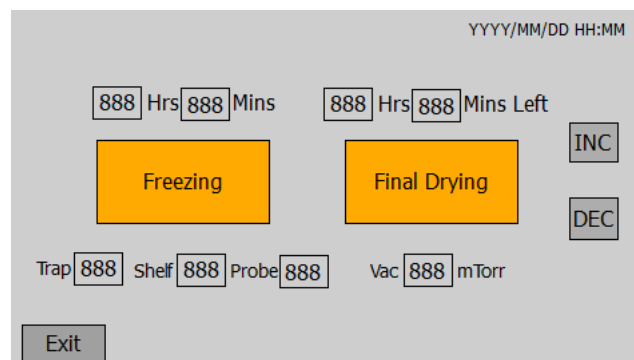 YYYY/MM/DD HH:MM
888 Hrs 888 Mins 888 Hrs 888 Mins Left
INC
Freezing Final Drying
DEC
Trap 888 Shelf 888 Probe 888 Vac 888 mTorr
Exit